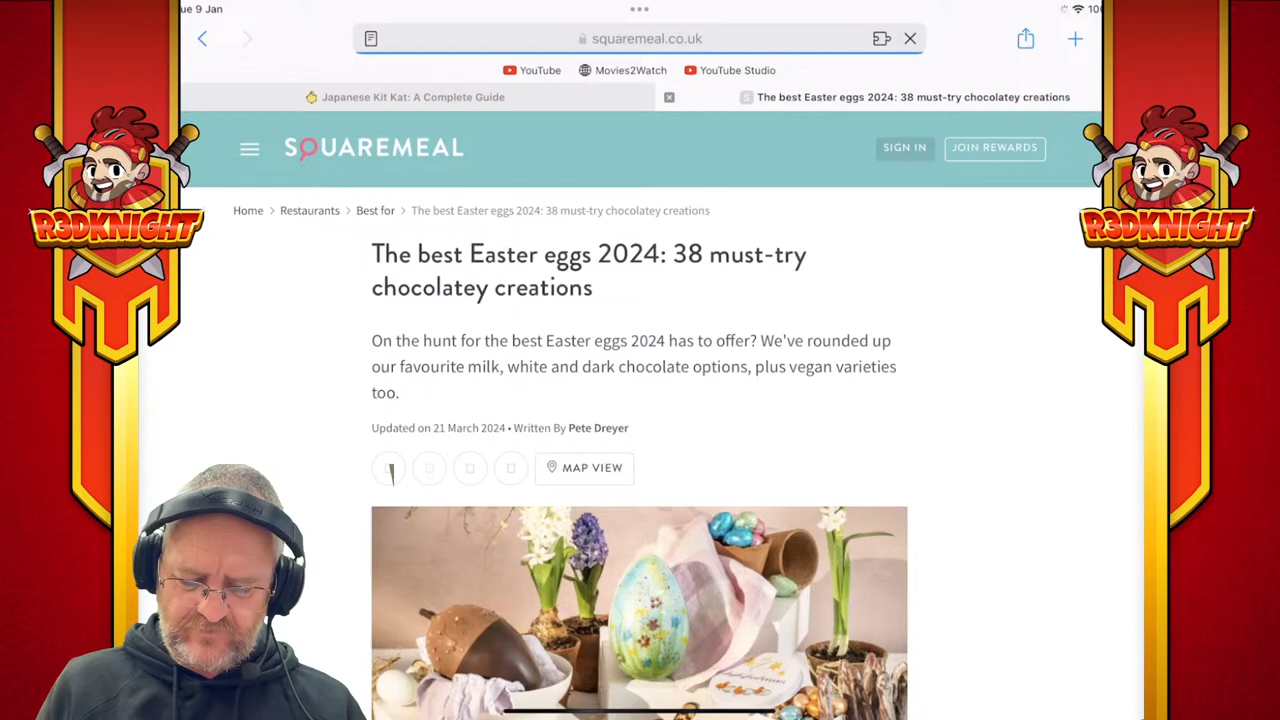 ue 9 Jan
100
squaremeal.co.uk
YouTube
Movies2Watch
YouTube Studio
Japanese Kit Kat: A Complete Guide
S
The best Easter eggs 2024: 38 must-try chocolatey creations
SQUAREMEAL
SIGN IN
JOIN REWARDS
R3DKNIGHT
R3DKNIGHT
Home > Restaurants > Best for > The best Easter eggs 2024: 38 must-try chocolatey creations
The best Easter eggs 2024: 38 must-try
chocolatey creations
On the hunt for the best Easter eggs 2024 has to offer? We've rounded up
our favourite milk, white and dark chocolate options, plus vegan varieties
too.
Updated on 21 March 2024 • Written By Pete Dreyer
MAP VIEW